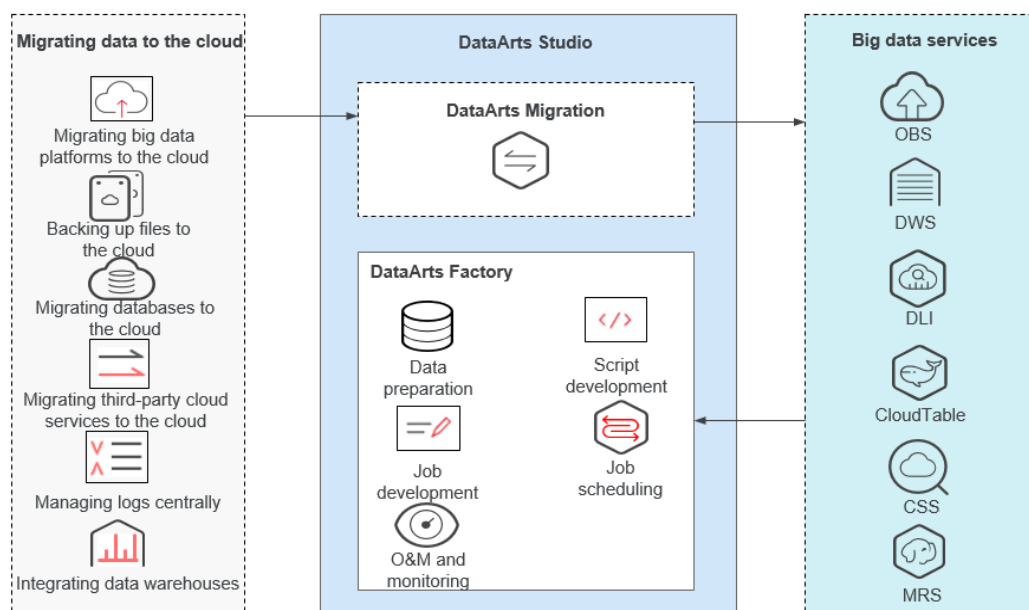 Migrating data to the cloud
Migrating big data
platforms to the cloud
Backing up files to
the cloud
Migrating databases to
the cloud
Migrating third-party cloud
services to the cloud
Managing logs centrally
Integrating data warehouses
DataArts Studio
DataArts Migration
DataArts Factory
Data
preparation
Script
development
</>
Job
development
Job
scheduling
O&M and
monitoring
Big data services
OBS
DWS
DLI
CloudTable
CSS
MRS